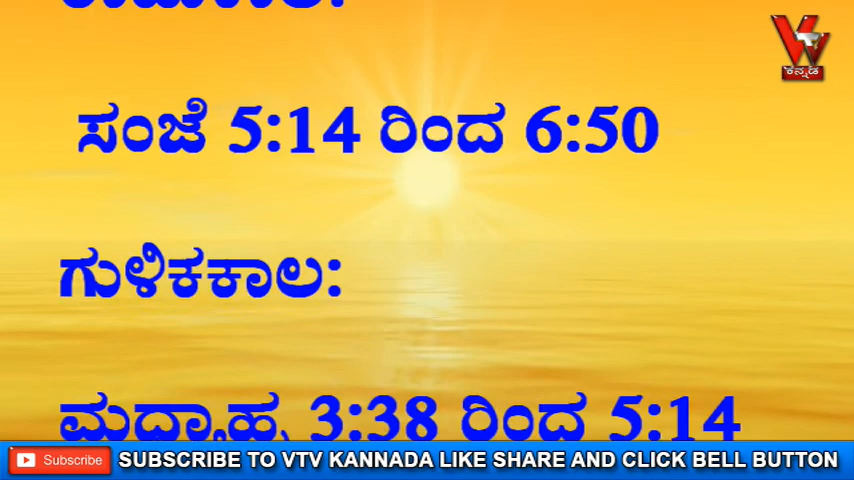 ಕನ್ನಡ
ಸಂಜೆ 5:14 ರಿಂದ 6:50
ಗುಳಿಕಕಾಲ:
ಮಧ್ಯಾಹ್ನ 3:38 ರಿಂದ 5:14
Subscribe SUBSCRIBE TO VTV KANNADA LIKE SHARE AND CLICK BELL BUTTON